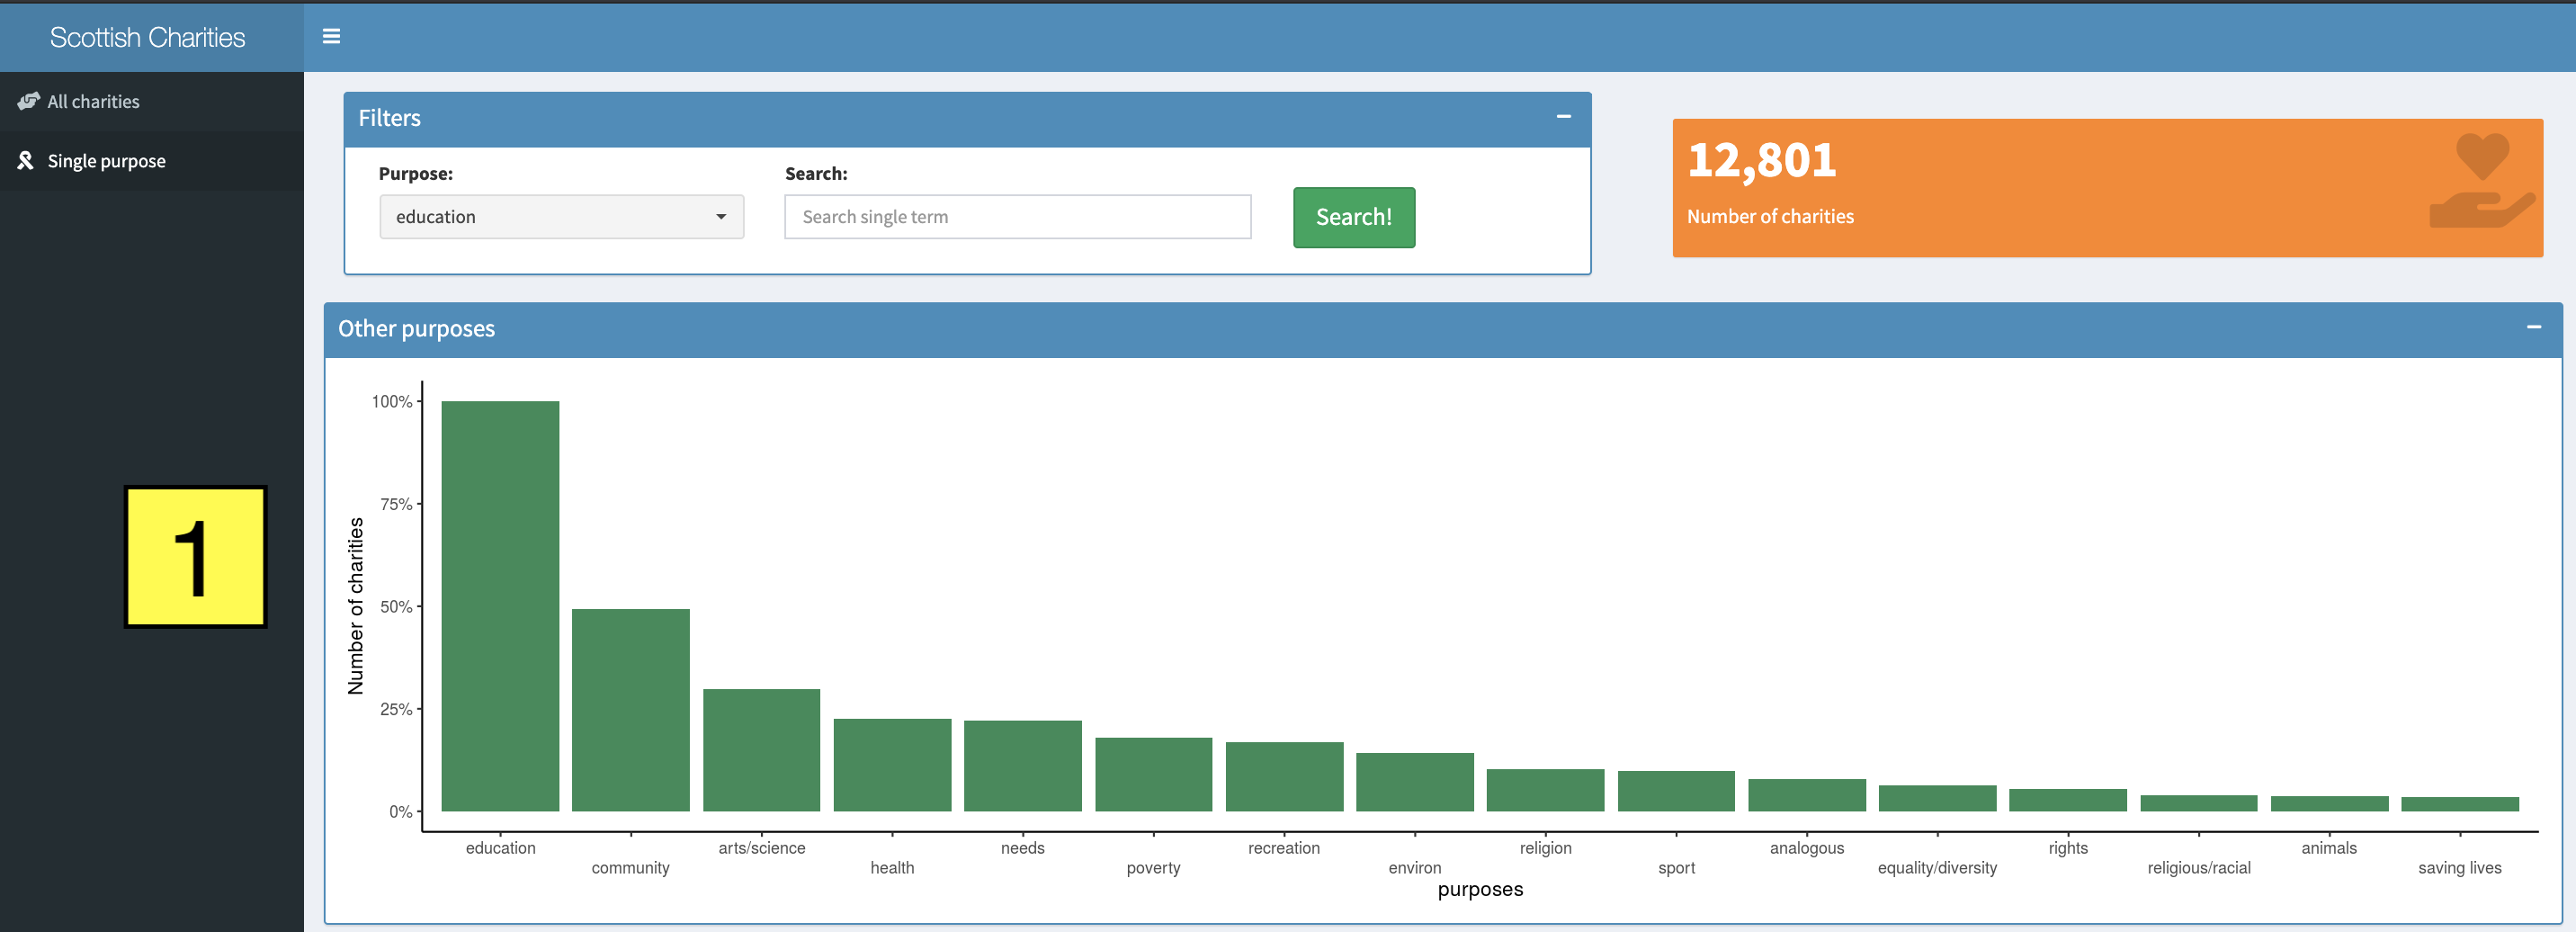 Scottish Charities
All charities
Single purpose
1
Filters
Purpose:
education
Search:
Search single term
Search!
12,801
Number of charities
Other purposes
Number of charities
100%
75%
50%
25%
0%
education
community
arts/science
health
needs
poverty
recreation
environ
religion
sport
analogous
equality/diversity
rights
religious/racial
animals
saving lives
purposes